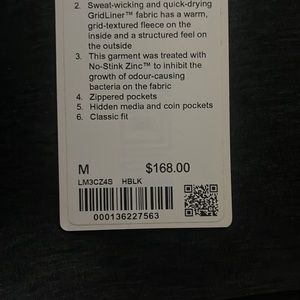 2. Sweat-wicking and quick-drying
GridLiner™ fabric has a warm,
grid-textured fleece on the
inside and a structured feel on
the outside
3. This garment was treated with
No-Stink Zinc™ to inhibit the
growth of odour-causing
bacteria on the fabric
4. Zippered pockets
5. Hidden media and coin pockets
6. Classic fit
M $168.00
LM3CZ4S HBLK
000136227563